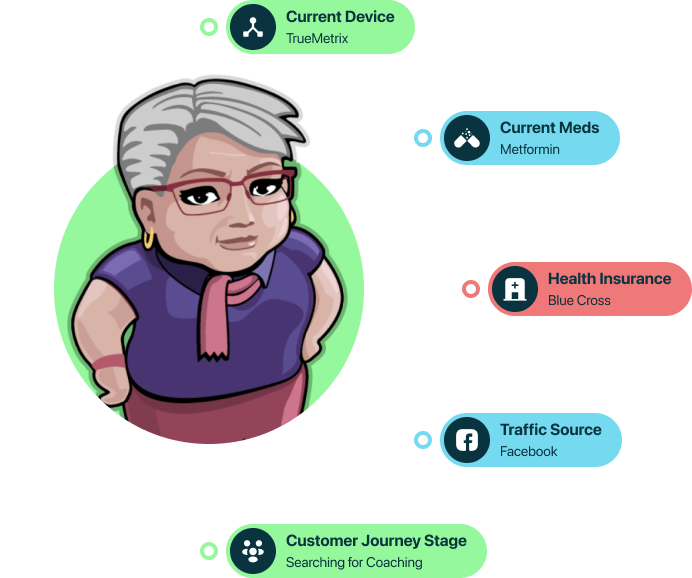 Current Device
TrueMetrix
Current Meds
Metformin
Health Insurance
Blue Cross
Traffic Source
Facebook
Customer Journey Stage
Searching for Coaching